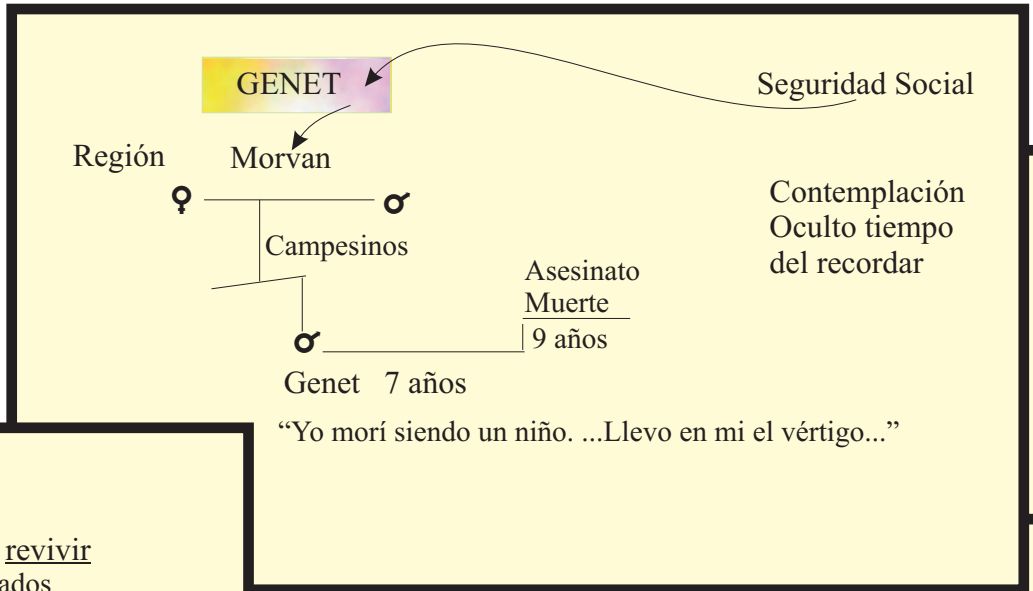 GENET
Seguridad Social
Región Morvan
Contemplación
Oculto tiempo
del recordar
Campesinos
Asesinato
Muerte
9 años
Genet 7 años
“Yo morí siendo un niño. ...Llevo en mi el vértigo...”
revivir
ados